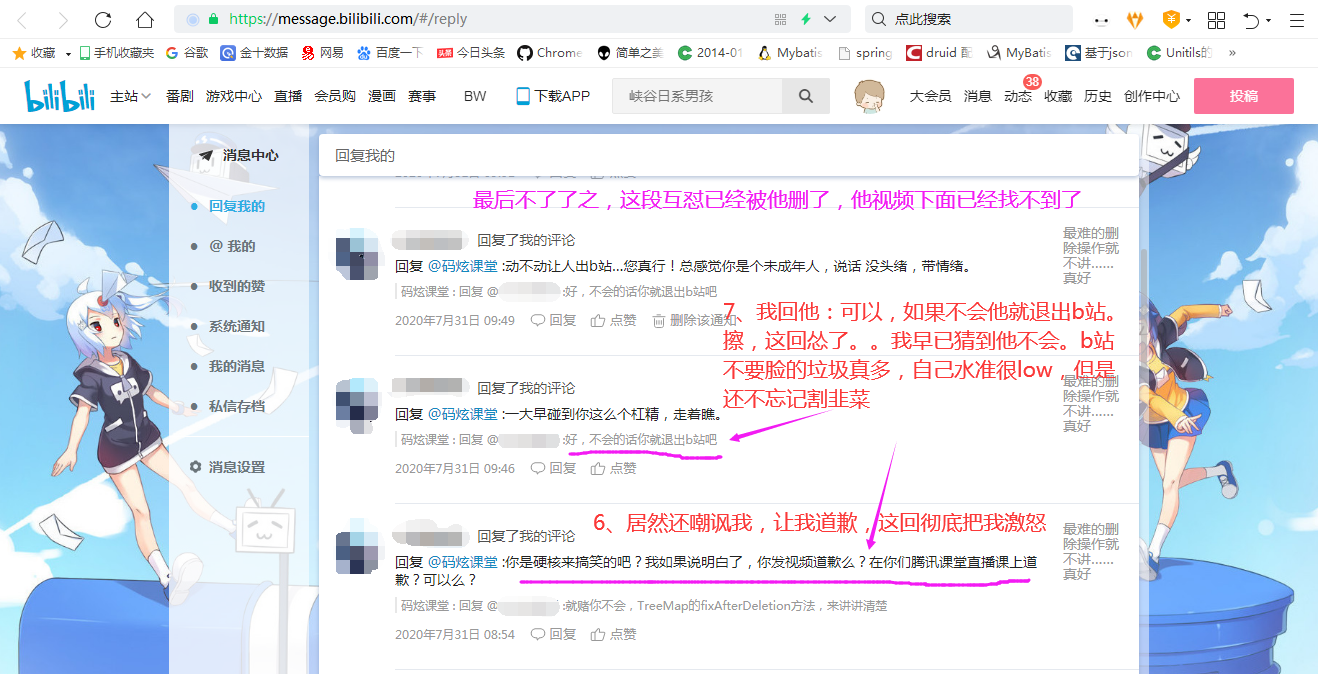 https://message.bilibili.com/#/reply
点此搜索
收藏 手机收藏夹 谷歌 金十数据 网易 百度一下 今日头条 Chrome 简单之美 2014-01 Mybatis spring druid 配 MyBatis 基于json Unitils的 »
bilibili 主站 番剧 游戏中心 直播 会员购 漫画 赛事 BW 下载APP 峡谷日系男孩 大会员 消息 动态 38 收藏 历史 创作中心 投稿
消息中心
回复我的
@ 我的
收到的赞
系统通知
我的消息
私信存档
消息设置
回复我的
最后不了了之，这段互怼已经被他删了，他视频下面已经找不到了
回复了我的评论
回复 @码炫课堂 :动不动让人出b站...您真行！总感觉你是个未成年人，说话 没头绪，带情绪。
码炫课堂 : 回复 @ :好，不会的话你就退出b站吧
2020年7月31日 09:49 回复 点赞 删除该通知
最难的删
除操作就
不讲……
真好
7、我回他：可以，如果不会他就退出b站。
擦，这回怂了。。我早已猜到他不会。b站
不要脸的垃圾真多，自己水准很low，但是
还不忘记割韭菜
回复了我的评论
回复 @码炫课堂 :一大早碰到你这么个杠精，走着瞧。
码炫课堂 : 回复 @ :好，不会的话你就退出b站吧
2020年7月31日 09:46 回复 点赞
最难的删
除操作就
不讲……
真好
6、居然还嘲讽我，让我道歉，这回彻底把我激怒
回复了我的评论
回复 @码炫课堂 :你是硬核来搞笑的吧？我如果说明白了，你发视频道歉么？在你们腾讯课堂直播课上道
歉？可以么？
码炫课堂 : 回复 @ :就赌你不会，TreeMap的fixAfterDeletion方法，来讲讲清楚
2020年7月31日 08:54 回复 点赞
最难的删
除操作就
不讲……
真好